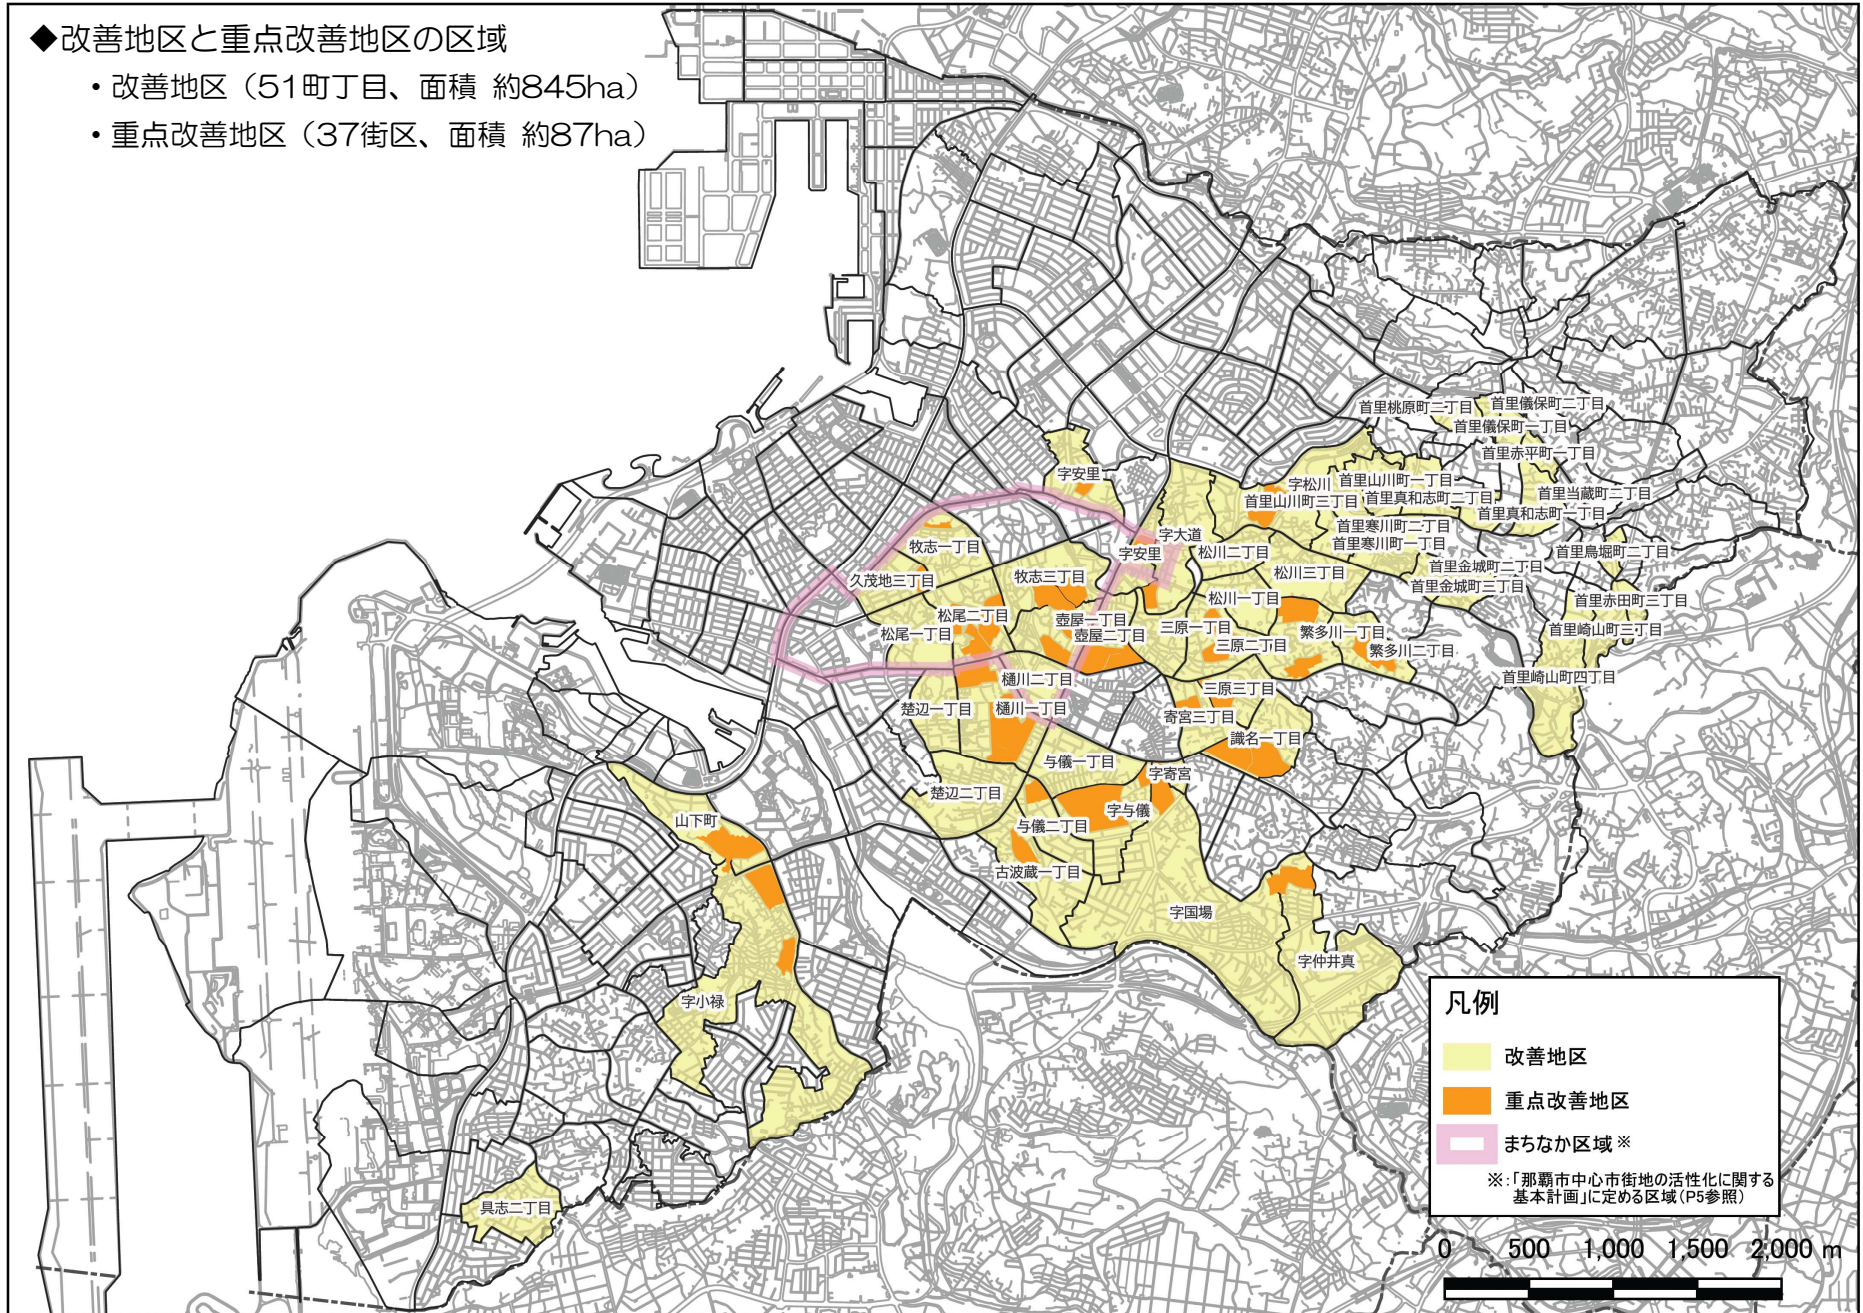 ◆改善地区と重点改善地区の区域
・改善地区（51町丁目、面積 約845ha）
・重点改善地区（37街区、面積 約87ha）
首里桃原町二丁目
首里儀保町二丁目
首里儀保町一丁目
首里赤平町一丁目
字安里
字松川
首里山川町一丁目
首里山川町三丁目
首里真和志町二丁目
首里当蔵町二丁目
首里真和志町一丁目
首里寒川町二丁目
首里寒川町一丁目
字大道
字安里
松川二丁目
首里鳥堀町二丁目
牧志一丁目
久茂地三丁目
牧志三丁目
松川三丁目
首里金城町二丁目
首里金城町三丁目
松川一丁目
首里赤田町三丁目
松尾二丁目
松尾一丁目
壺屋一丁目
壺屋二丁目
三原一丁目
三原二丁目
繁多川一丁目
繁多川二丁目
首里崎山町三丁目
首里崎山町四丁目
樋川二丁目
樋川一丁目
楚辺一丁目
三原三丁目
寄宮三丁目
識名一丁目
与儀一丁目
字寄宮
楚辺二丁目
字与儀
与儀二丁目
山下町
古波蔵一丁目
字国場
字仲井真
字小禄
具志二丁目
凡例
改善地区
重点改善地区
まちなか区域※
※:「那覇市中心市街地の活性化に関する
基本計画」に定める区域(P5参照)
0 500 1,000 1,500 2,000 m